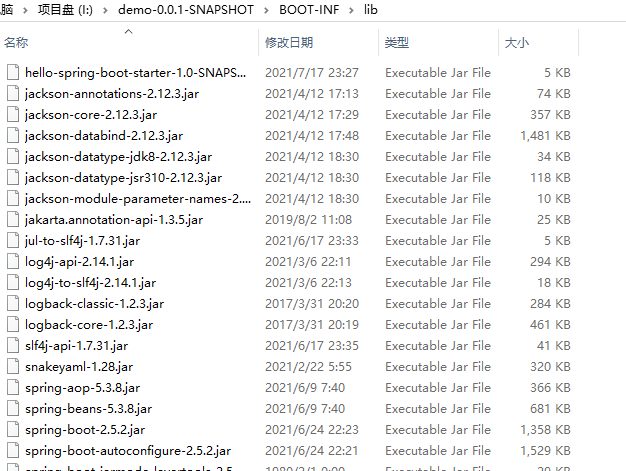 脑 > 项目盘 (I:) > demo-0.0.1-SNAPSHOT > BOOT-INF > lib
名称 修改日期 类型 大小
hello-spring-boot-starter-1.0-SNAPS... 2021/7/17 23:27 Executable Jar File 5 KB
jackson-annotations-2.12.3.jar 2021/4/12 17:13 Executable Jar File 74 KB
jackson-core-2.12.3.jar 2021/4/12 17:29 Executable Jar File 357 KB
jackson-databind-2.12.3.jar 2021/4/12 17:48 Executable Jar File 1,481 KB
jackson-datatype-jdk8-2.12.3.jar 2021/4/12 18:30 Executable Jar File 34 KB
jackson-datatype-jsr310-2.12.3.jar 2021/4/12 18:30 Executable Jar File 118 KB
jackson-module-parameter-names-2.... 2021/4/12 18:30 Executable Jar File 10 KB
jakarta.annotation-api-1.3.5.jar 2019/8/2 11:08 Executable Jar File 25 KB
jul-to-slf4j-1.7.31.jar 2021/6/17 23:33 Executable Jar File 5 KB
log4j-api-2.14.1.jar 2021/3/6 22:11 Executable Jar File 294 KB
log4j-to-slf4j-2.14.1.jar 2021/3/6 22:13 Executable Jar File 18 KB
logback-classic-1.2.3.jar 2017/3/31 20:20 Executable Jar File 284 KB
logback-core-1.2.3.jar 2017/3/31 20:19 Executable Jar File 461 KB
slf4j-api-1.7.31.jar 2021/6/17 23:35 Executable Jar File 41 KB
snakeyaml-1.28.jar 2021/2/22 5:55 Executable Jar File 320 KB
spring-aop-5.3.8.jar 2021/6/9 7:40 Executable Jar File 366 KB
spring-beans-5.3.8.jar 2021/6/9 7:40 Executable Jar File 681 KB
spring-boot-2.5.2.jar 2021/6/24 22:23 Executable Jar File 1,358 KB
spring-boot-autoconfigure-2.5.2.jar 2021/6/24 22:21 Executable Jar File 1,529 KB